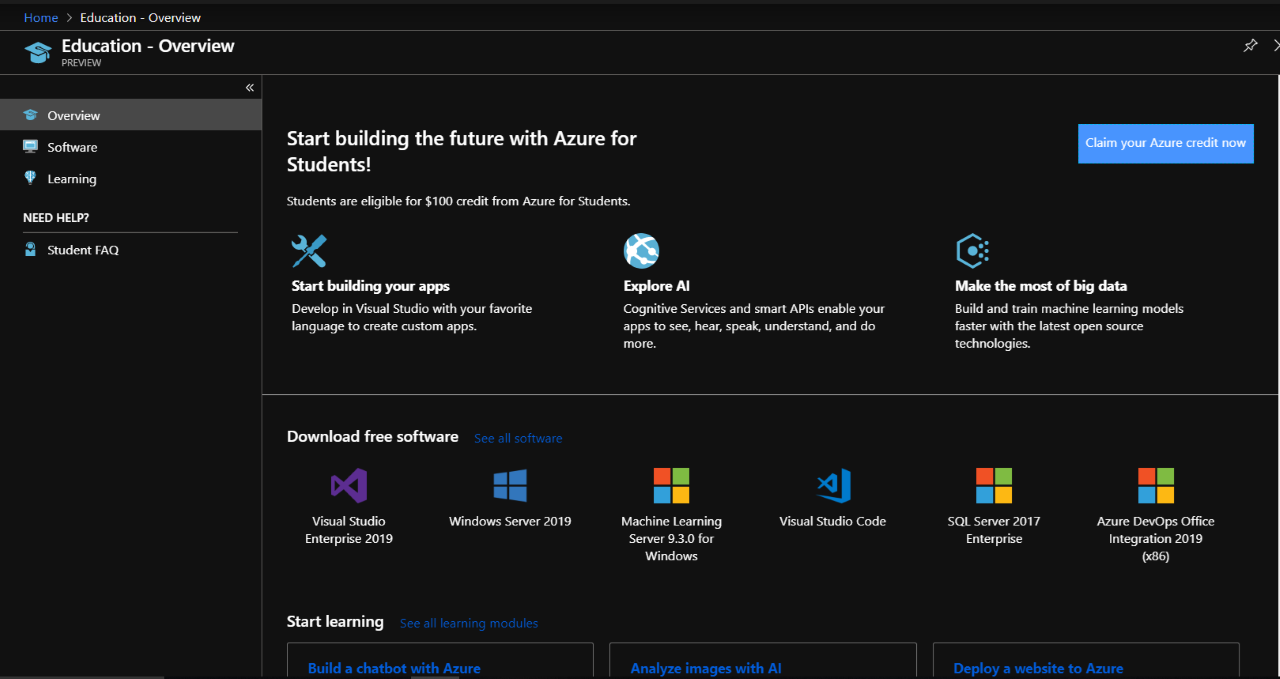 Home > Education - Overview
Education - Overview
PREVIEW
«
Overview
Software
Learning
NEED HELP?
Student FAQ
Start building the future with Azure for
Students!
Claim your Azure credit now
Students are eligible for $100 credit from Azure for Students.
Start building your apps
Develop in Visual Studio with your favorite
language to create custom apps.
Explore AI
Cognitive Services and smart APIs enable your
apps to see, hear, speak, understand, and do
more.
Make the most of big data
Build and train machine learning models
faster with the latest open source
technologies.
Download free software See all software
Visual Studio
Enterprise 2019
Windows Server 2019
Machine Learning
Server 9.3.0 for
Windows
Visual Studio Code
SQL Server 2017
Enterprise
Azure DevOps Office
Integration 2019
(x86)
Start learning See all learning modules
Build a chatbot with Azure
Analyze images with AI
Deploy a website to Azure